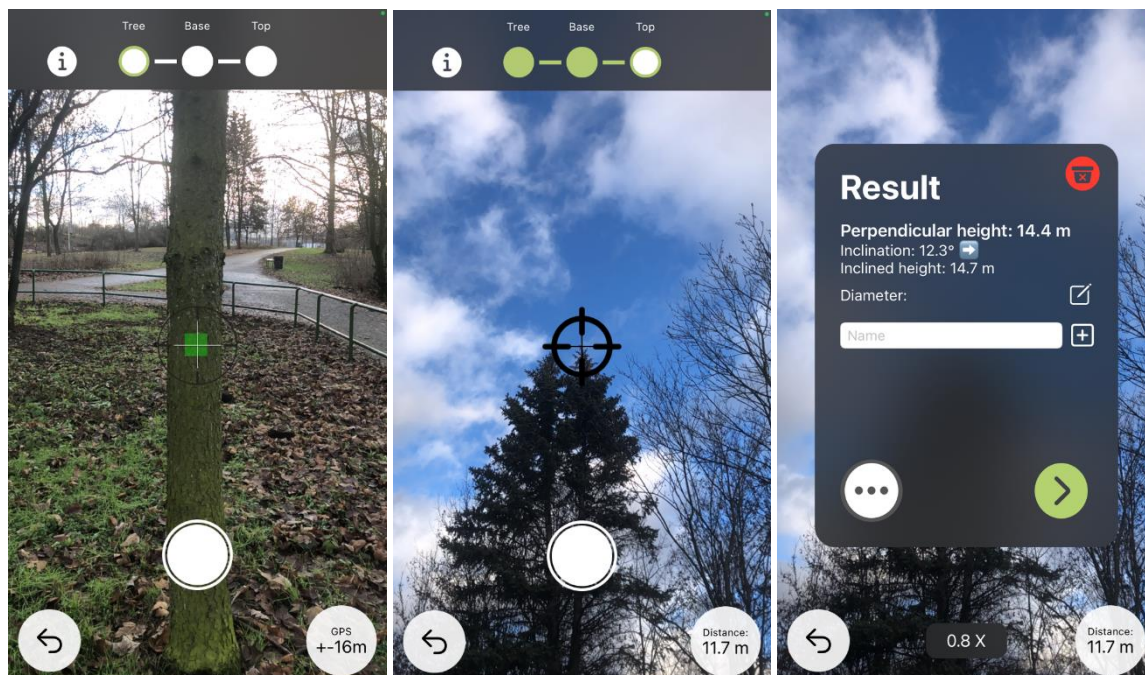 Tree Base Top
i
GPS
+-16m
Tree Base Top
i
Distance:
11.7 m
Result
Perpendicular height: 14.4 m
Inclination: 12.3° ➡️
Inclined height: 14.7 m
Diameter:
Name
0.8 X
Distance:
11.7 m